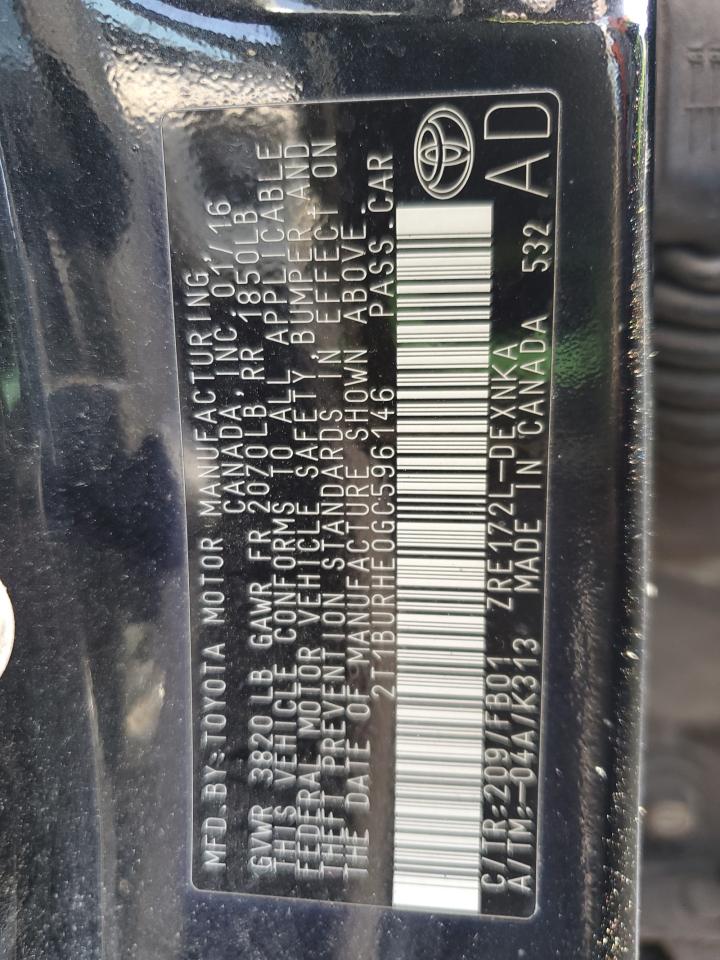 MFD. BY: TOYOTA MOTOR MANUFACTURING
CANADA, INC. 01/16
GVWR 3820LB GAWR FR 2070LB, RR 1850LB
THIS VEHICLE CONFORMS TO ALL APPLICABLE
FEDERAL MOTOR VEHICLE SAFETY, BUMPER, AND
THEFT PREVENTION STANDARDS IN EFFECT ON
THE DATE OF MANUFACTURE SHOWN ABOVE.
2T1BURHE0GC596146 PASS. CAR
C/TR: 209/FB01 ZRE172L-DEXNKA
A/TM: -04A/K313 MADE IN CANADA 532
AD